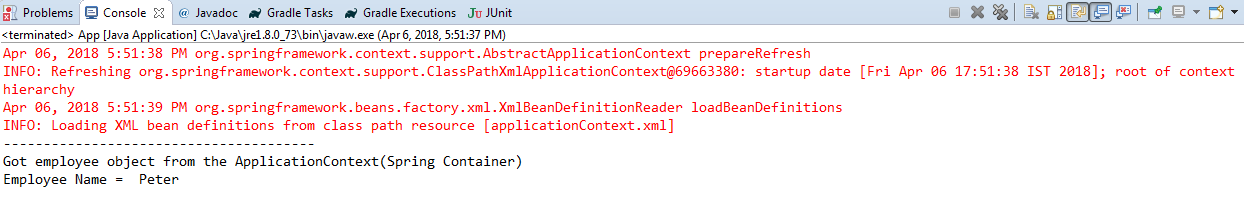 Problems Console Javadoc Gradle Tasks Gradle Executions JUnit
<terminated> App [Java Application] C:\Java\jre1.8.0_73\bin\javaw.exe (Apr 6, 2018, 5:51:37 PM)
Apr 06, 2018 5:51:38 PM org.springframework.context.support.AbstractApplicationContext prepareRefresh
INFO: Refreshing org.springframework.context.support.ClassPathXmlApplicationContext@69663380: startup date [Fri Apr 06 17:51:38 IST 2018]; root of context
hierarchy
Apr 06, 2018 5:51:39 PM org.springframework.beans.factory.xml.XmlBeanDefinitionReader loadBeanDefinitions
INFO: Loading XML bean definitions from class path resource [applicationContext.xml]
---------------------------------------
Got employee object from the ApplicationContext(Spring Container)
Employee Name =  Peter